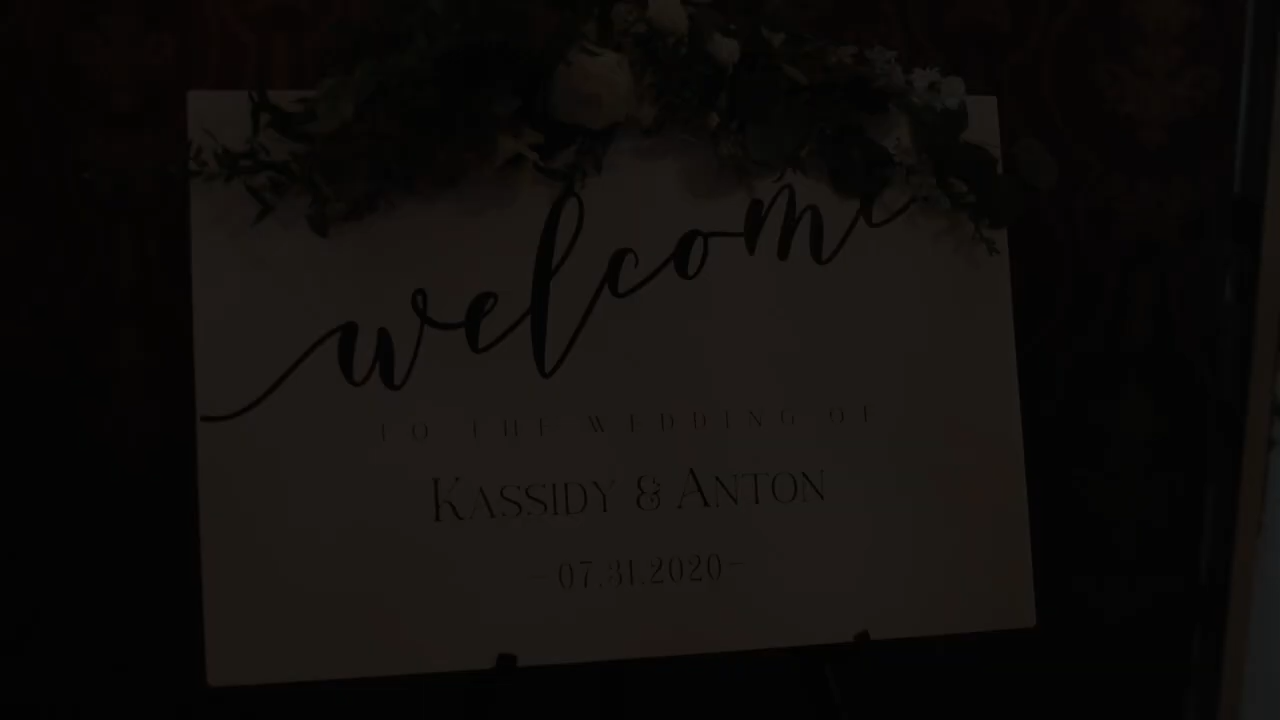 welcome
TO THE WEDDING OF
KASSIDY & ANTON
- 07.31.2020 -